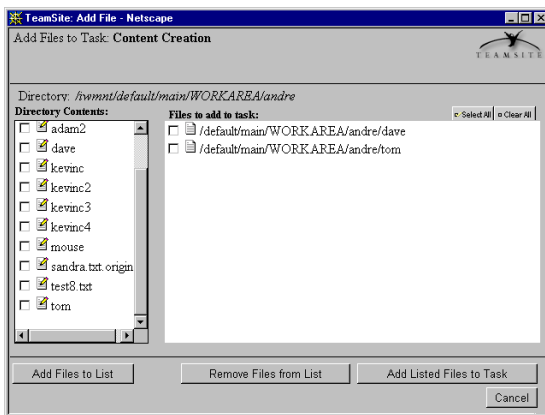 TeamSite: Add File - Netscape
Add Files to Task: Content Creation
TEAMSITE
Directory: /iwmnt/default/main/WORKAREA/andre
Directory Contents:
Files to add to task:
Select All
Clear All
adam2
dave
kevinc
kevinc2
kevinc3
kevinc4
mouse
sandra.txt.origin
test8.txt
tom
/default/main/WORKAREA/andre/dave
/default/main/WORKAREA/andre/tom
Add Files to List
Remove Files from List
Add Listed Files to Task
Cancel